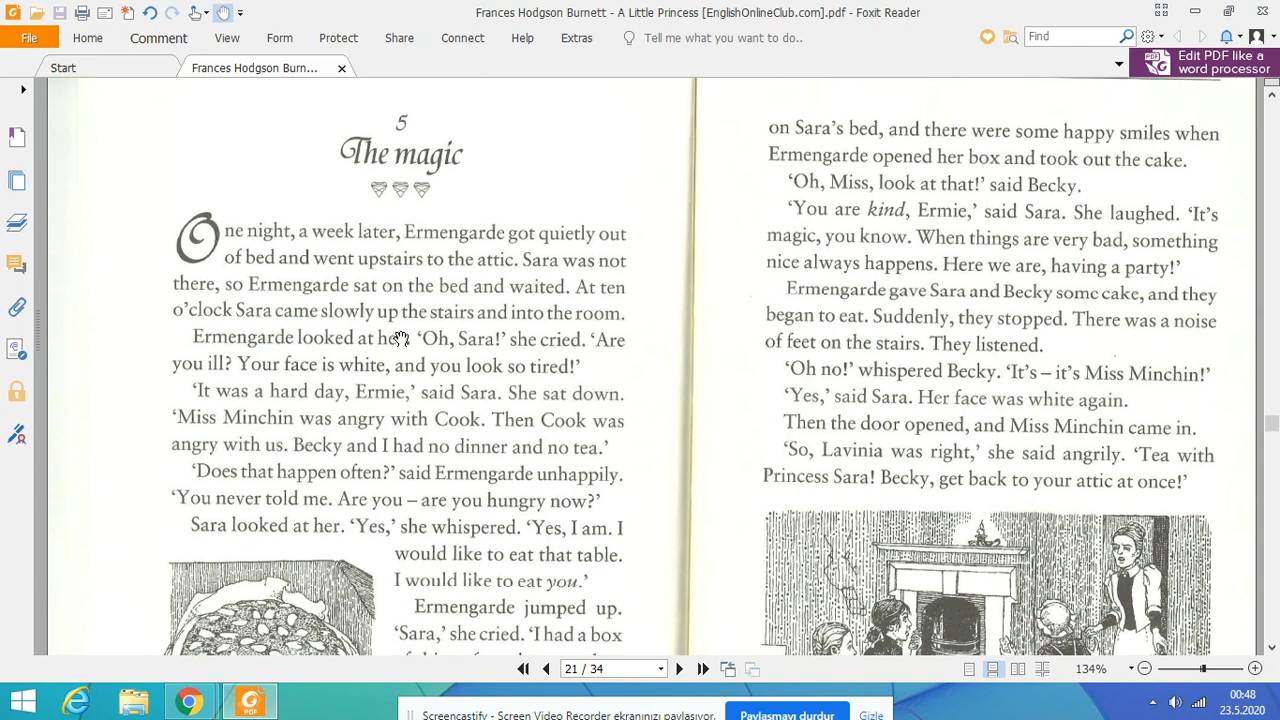 Frances Hodgson Burnett - A Little Princess [EnglishOnlineClub.com].pdf - Foxit Reader
File Home Comment View Form Protect Share Connect Help Extras Tell me what you want to do.. Find
Start Frances Hodgson Burn... Edit PDF like a
word processor
5
The magic
One night, a week later, Ermengarde got quietly out
of bed and went upstairs to the attic. Sara was not
there, so Ermengarde sat on the bed and waited. At ten
o'clock Sara came slowly up the stairs and into the room.
Ermengarde looked at 'Oh, Sara!' she cried. 'Are
you ill? Your face is white, and you look so tired!'
'It was a hard day, Ermie,' said Sara. She sat down.
'Miss Minchin was angry with Cook. Then Cook was
angry with us. Becky and I had no dinner and no tea.'
'Does that happen often?' said Ermengarde unhappily.
'You never told me. Are you – are you hungry now?'
Sara looked at her. 'Yes,' she whispered. 'Yes, I am. I
would like to eat that table.
I would like to eat you.'
Ermengarde jumped up.
'Sara,' she cried. 'I had a box
on Sara's bed, and there were some happy smiles when
Ermengarde opened her box and took out the cake.
'Oh, Miss, look at that!' said Becky.
'You are kind, Ermie,' said Sara. She laughed. 'It's
magic, you know. When things are very bad, something
nice always happens. Here we are, having a party!'
Ermengarde gave Sara and Becky some cake, and they
began to eat. Suddenly, they stopped. There was a noise
of feet on the stairs. They listened.
'Oh no!' whispered Becky. 'It's – it's Miss Minchin!'
'Yes,' said Sara. Her face was white again.
Then the door opened, and Miss Minchin came in.
'So, Lavinia was right,' she said angrily. 'Tea with
Princess Sara! Becky, get back to your attic at once!'
21 / 34 134%
Screencastify - Screen Video Recorder ekranınızı paylaşıyor. Paylaşmayı durdur Gizle
PDF
00:48
23.5.2020